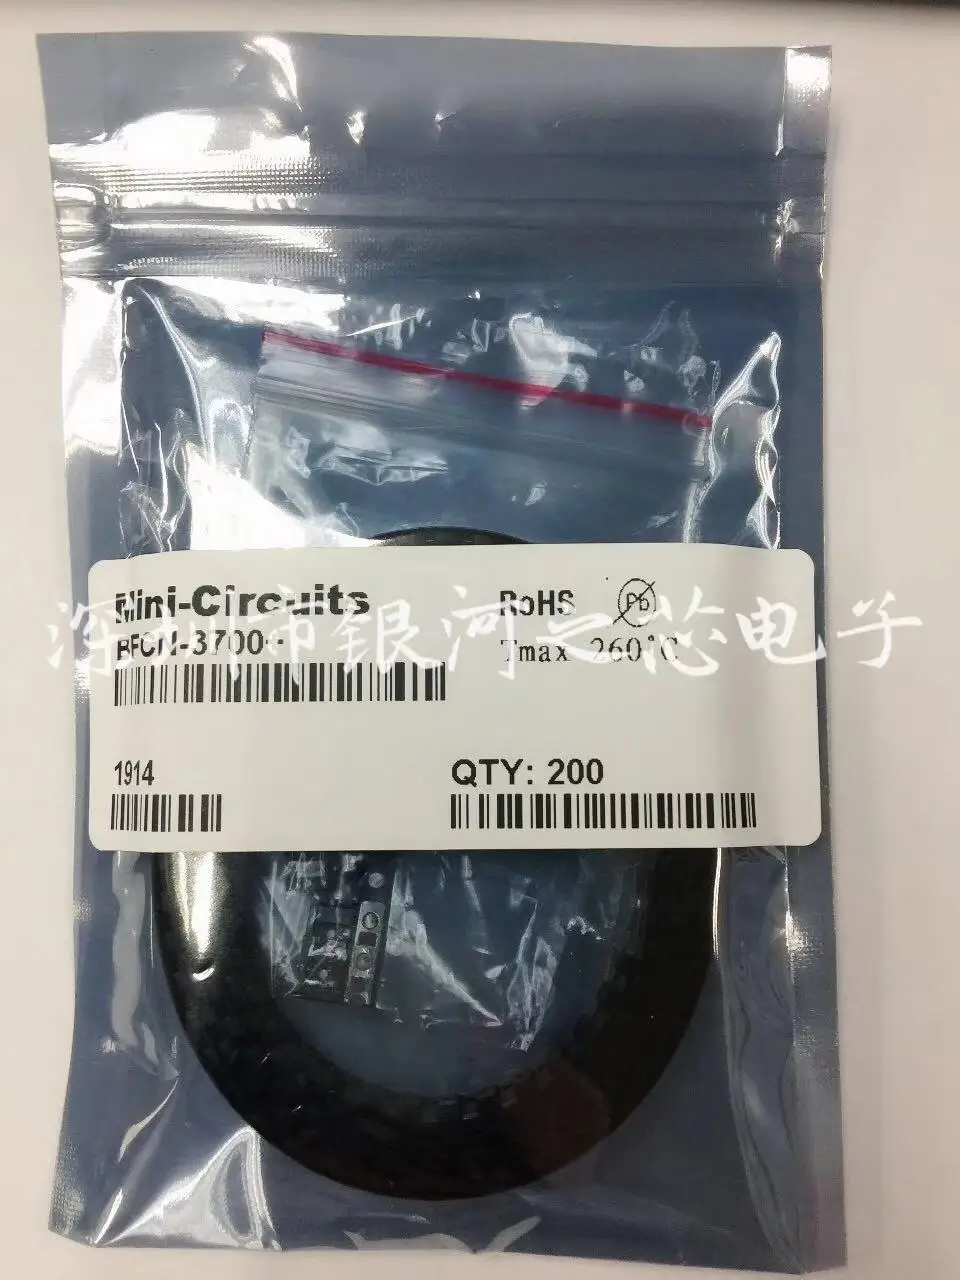 Mini-Circuits
RoHS Pb
BFCN-3700+
Tmax 260°C
深圳市银河之芯电子
1914
QTY: 200